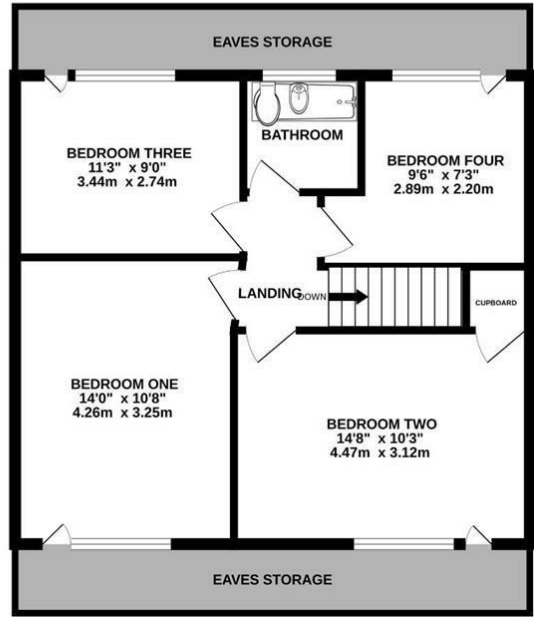 EAVES STORAGE
BATHROOM
BEDROOM THREE
11'3" x 9'0"
3.44m x 2.74m
BEDROOM FOUR
9'6" x 7'3"
2.89m x 2.20m
LANDING
DOWN
CUPBOARD
BEDROOM ONE
14'0" x 10'8"
4.26m x 3.25m
BEDROOM TWO
14'8" x 10'3"
4.47m x 3.12m
EAVES STORAGE